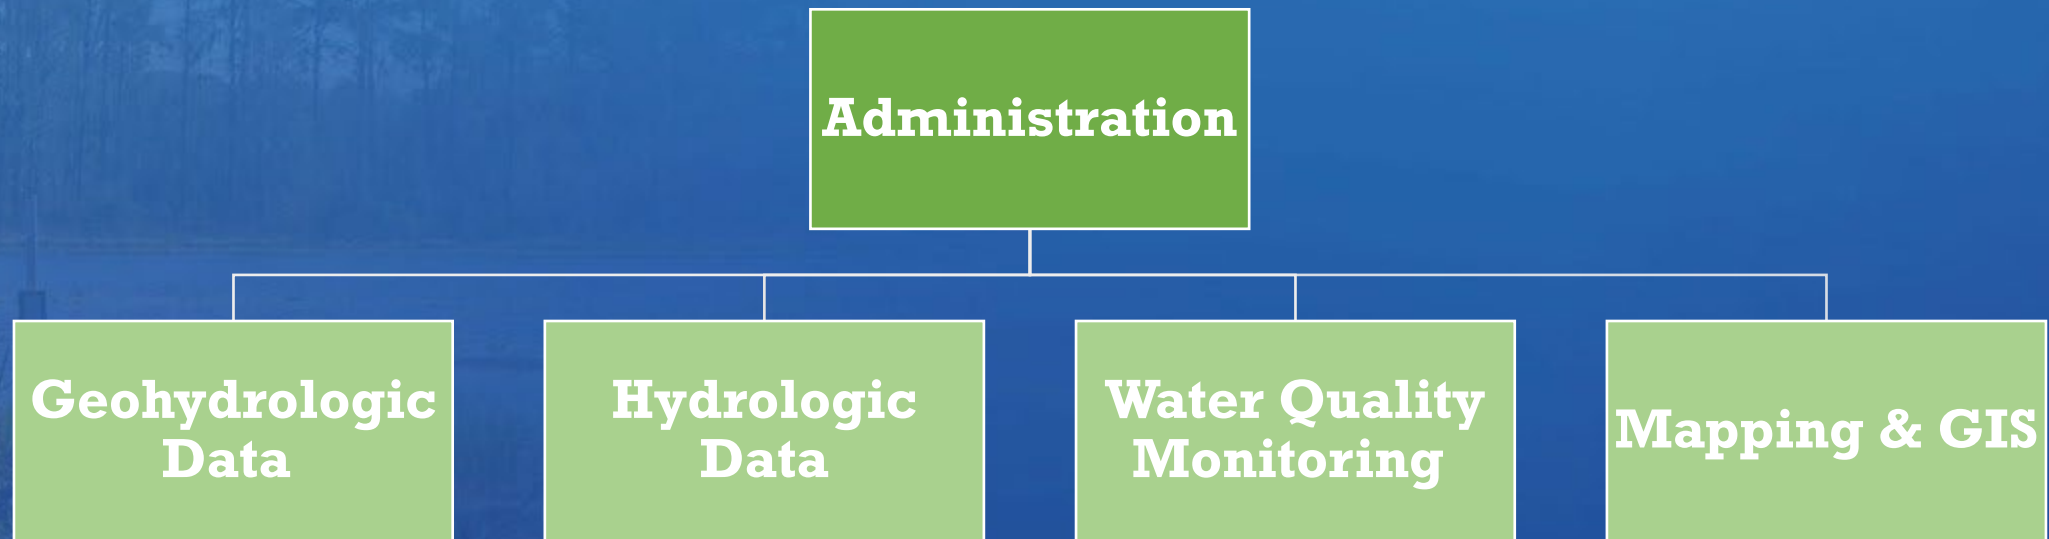 Administration
Geohydrologic
Data
Hydrologic
Data
Water Quality
Monitoring
Mapping & GIS